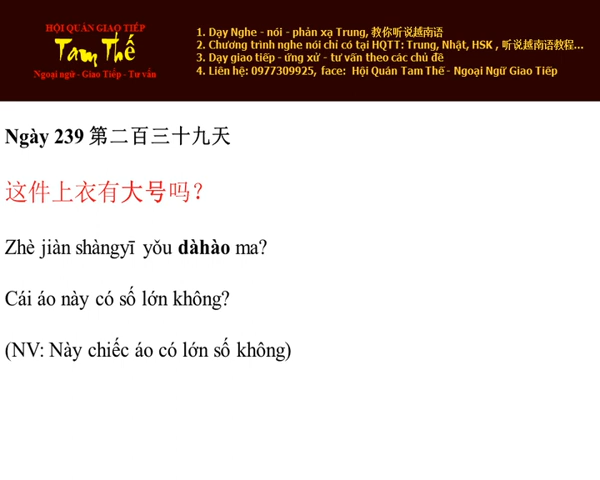 HỘI QUÁN GIAO TIẾP
Tam Thế
Ngoại ngữ - Giao Tiếp - Tư vấn
1. Dạy Nghe - nói - phản xạ Trung, 教你听说越南语
2. Chương trình nghe nói chỉ có tại HQTT: Trung, Nhật, HSK , 听说越南语教程...
3. Dạy giao tiếp - ứng xử - tư vấn theo các chủ đề
4. Liên hệ: 0977309925, face: Hội Quán Tam Thế - Ngoại Ngữ Giao Tiếp
Ngày 239 第二百三十九天
这件上衣有大号吗？
Zhè jiàn shàngyī yǒu dàhào ma?
Cái áo này có số lớn không?
(NV: Này chiếc áo có lớn số không)